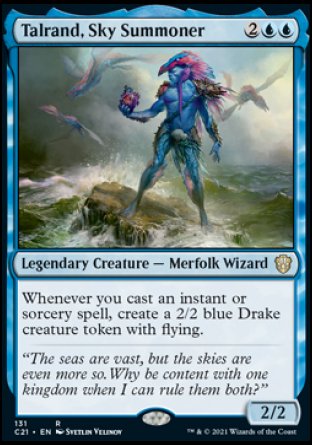 Talrand, Sky Summoner 2
Legendary Creature — Merfolk Wizard
Whenever you cast an instant or
sorcery spell, create a 2/2 blue Drake
creature token with flying.
“The seas are vast, but the skies are
even more so.Why be content with one
kingdom when I can rule them both?”
2/2
131 R
C21 • EN Svetlin Velinov
™ & © 2021 Wizards of the Coast